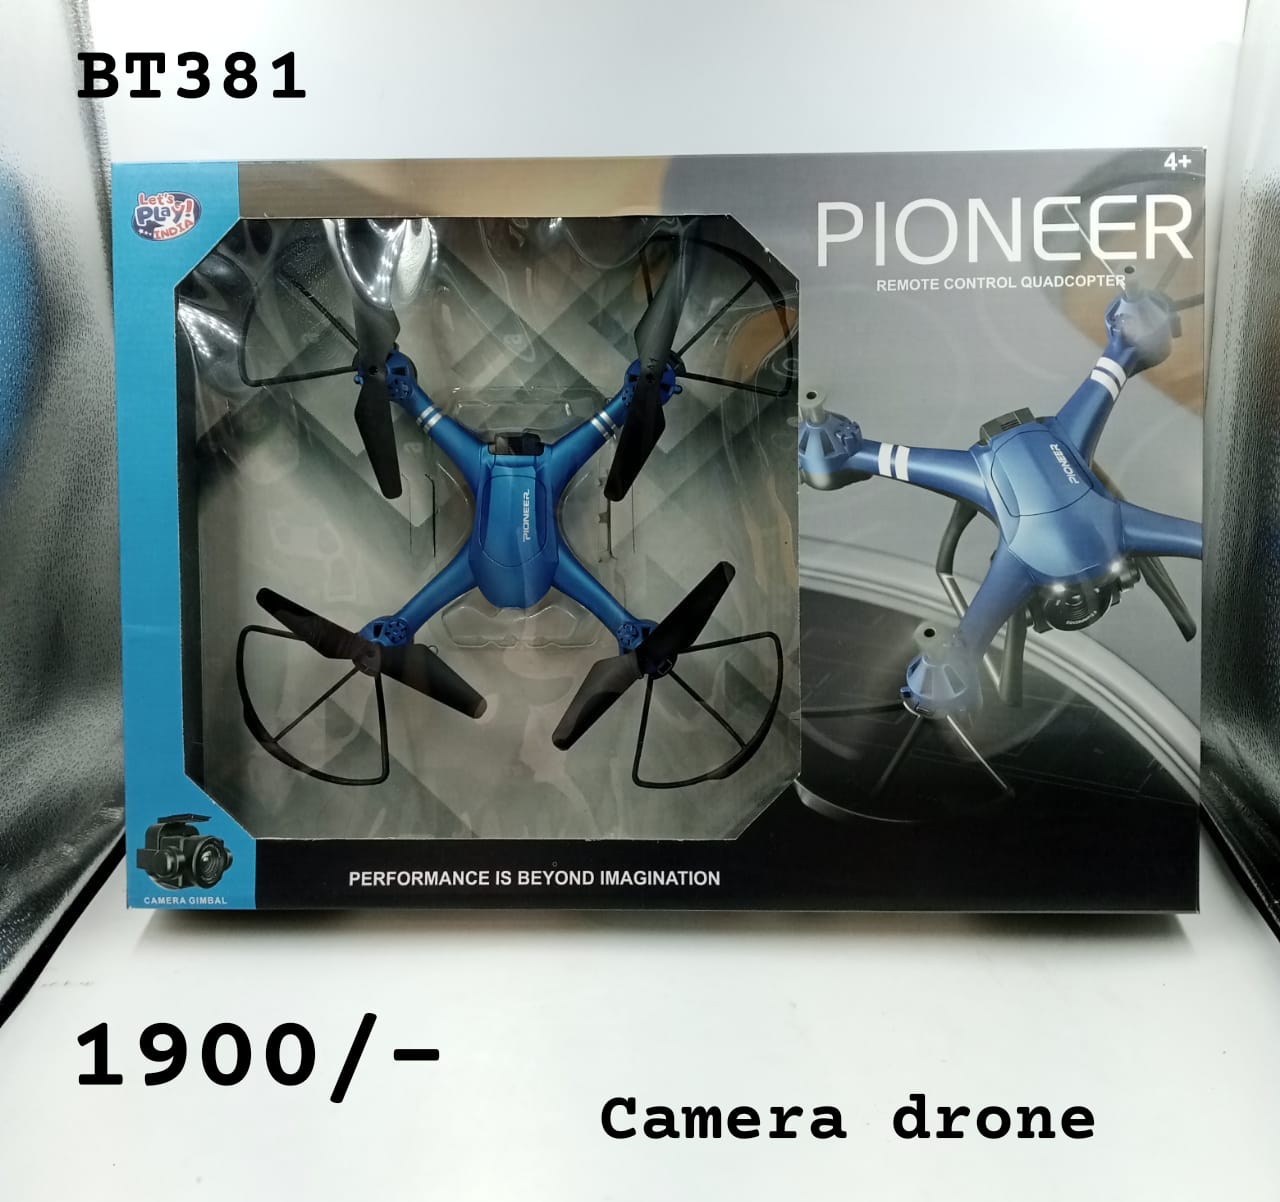 BT381
4+
Let's
Play!
INDIA
PIONEER
REMOTE CONTROL QUADCOPTER
PIONEER
PIONEER
CAMERA GIMBAL
PERFORMANCE IS BEYOND IMAGINATION
1900/-
Camera drone